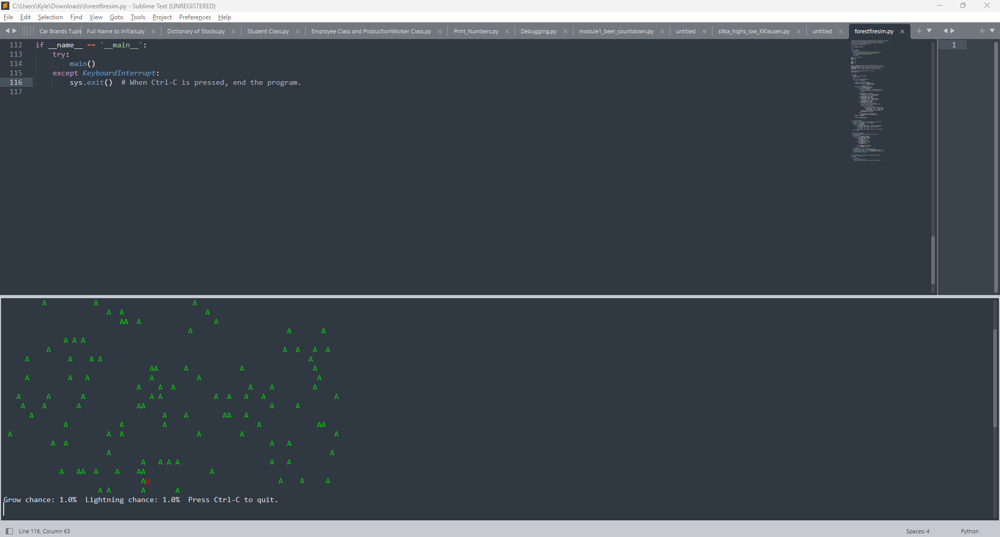 C:\Users\Kyle\Downloads\forestfiresim.py - Sublime Text (UNREGISTERED)
File Edit Selection Find View Goto Tools Project Preferences Help
Car Brands Tuple Full Name to Initials.py Dictionary of Stocks.py Student Class.py Employee Class and ProductionWorker Class.py Print_Numbers.py Debugging.py module1_beer_countdown.py untitled sitka_highs_low_KKlausen.py untitled forestfiresim.py
1
112 if __name__ == '__main__':
113 try:
114 main()
115 except KeyboardInterrupt:
116 sys.exit() # When Ctrl-C is pressed, end the program.
117
A A A
A A A
AA A A
A A A
A A A
A A A A A
A A A A A
AA A A A
A A A A A A
A A A A A A
A A A A A A A A A A
A A A AA A A
A A A AA A
A A A A AA
A A A A A A
A A A A
A A
A A A A A A
A AA A A AA A
A@ A A A
A A A A
Grow chance: 1.0% Lightning chance: 1.0% Press Ctrl-C to quit.
Line 116, Column 63 Spaces: 4 Python